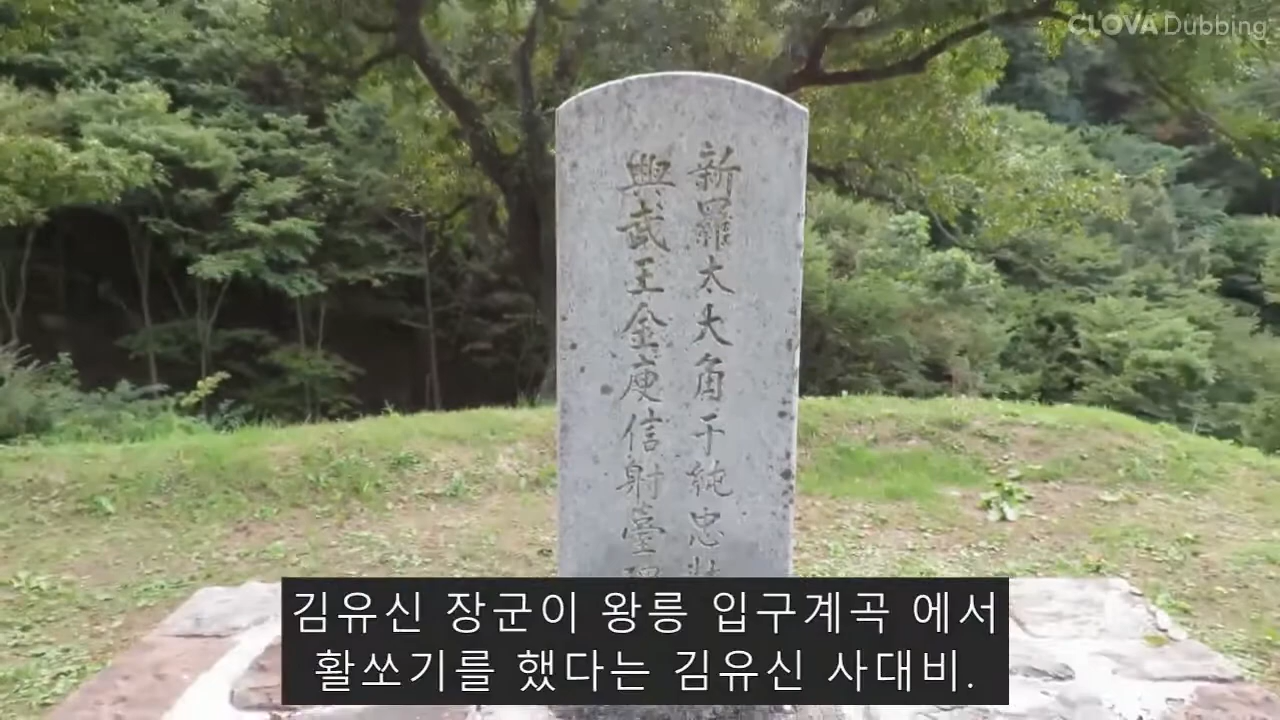 CLOVA Dubbing
新羅太大角干純忠壯
興武王金庾信射臺碑
김유신 장군이 왕릉 입구계곡 에서
활쏘기를 했다는 김유신 사대비.